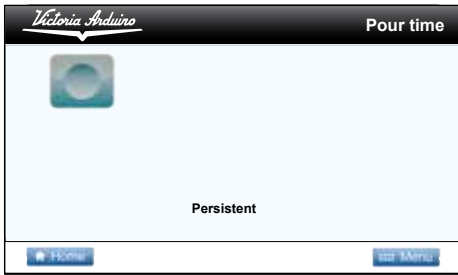 Victoria Arduino
Pour time
Persistent
Home
Menu